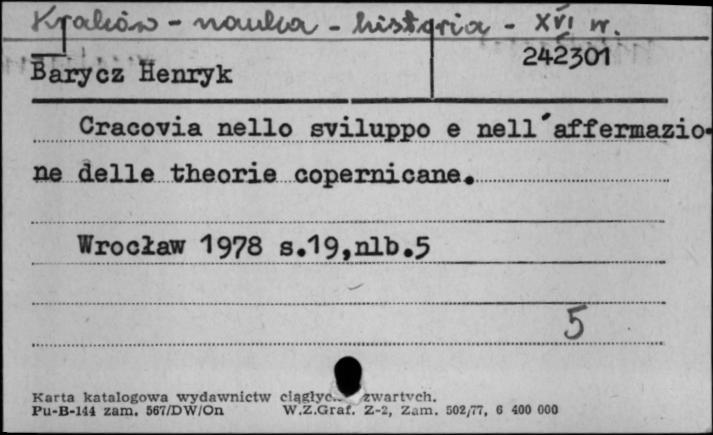 Kraków - nauka - historia - XVI w.
242301
Barycz Henryk
Cracovia nello sviluppo e nell'affermazio-
ne delle theorie copernicane.
Wrocław 1978 s.19,nlb.5
5
Karta katalogowa wydawnictw zwartych.
Pu-B-144 zam. 567/DW/On W.Z.Graf. Z-2, Zam. 502/77, 6 400 000